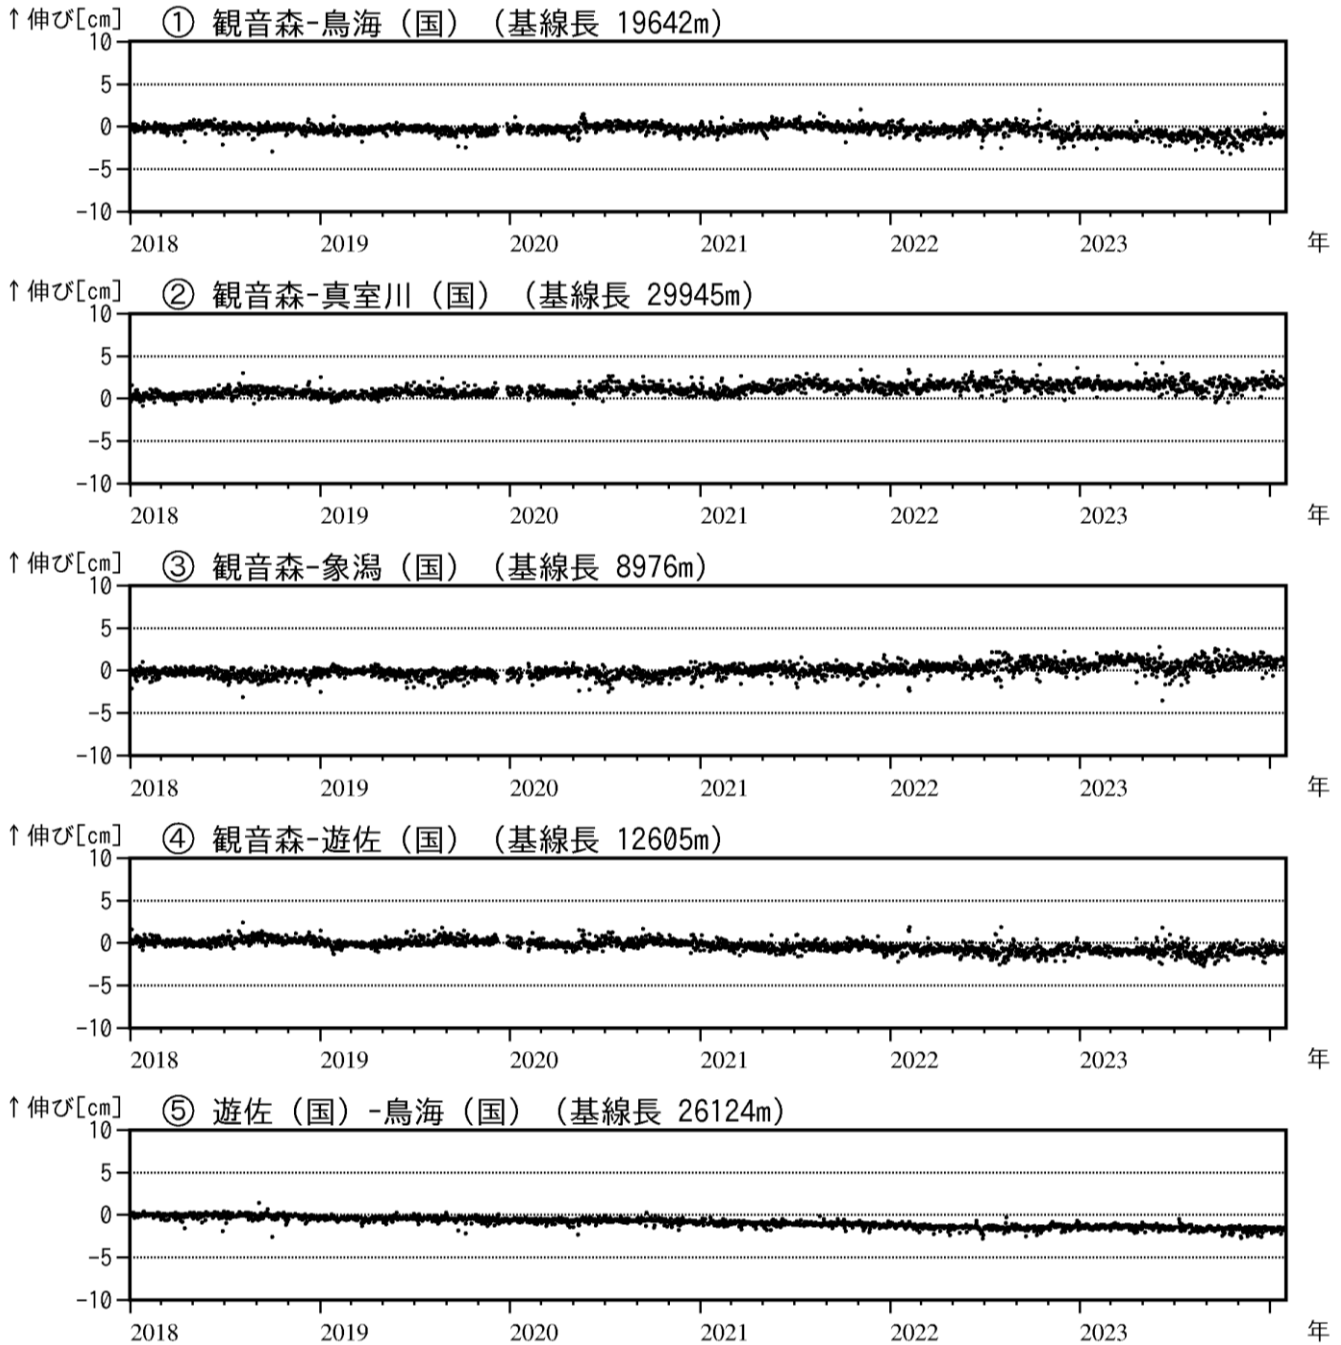 ↑伸び[cm] ① 観音森-鳥海（国）（基線長 19642m）
10
5
0
-5
-10
2018 2019 2020 2021 2022 2023 年
↑伸び[cm] ② 観音森-真室川（国）（基線長 29945m）
10
5
0
-5
-10
2018 2019 2020 2021 2022 2023 年
↑伸び[cm] ③ 観音森-象潟（国）（基線長 8976m）
10
5
0
-5
-10
2018 2019 2020 2021 2022 2023 年
↑伸び[cm] ④ 観音森-遊佐（国）（基線長 12605m）
10
5
0
-5
-10
2018 2019 2020 2021 2022 2023 年
↑伸び[cm] ⑤ 遊佐（国）-鳥海（国）（基線長 26124m）
10
5
0
-5
-10
2018 2019 2020 2021 2022 2023 年